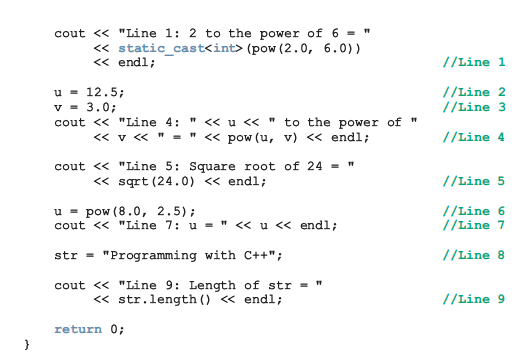 cout << "Line 1: 2 to the power of 6 = "
<< static_cast<int>(pow(2.0, 6.0))
<< endl; //Line 1
u = 12.5; //Line 2
v = 3.0; //Line 3
cout << "Line 4: " << u << " to the power of "
<< v << " = " << pow(u, v) << endl; //Line 4
cout << "Line 5: Square root of 24 = "
<< sqrt(24.0) << endl; //Line 5
u = pow(8.0, 2.5); //Line 6
cout << "Line 7: u = " << u << endl; //Line 7
str = "Programming with C++"; //Line 8
cout << "Line 9: Length of str = "
<< str.length() << endl; //Line 9
return 0;
}